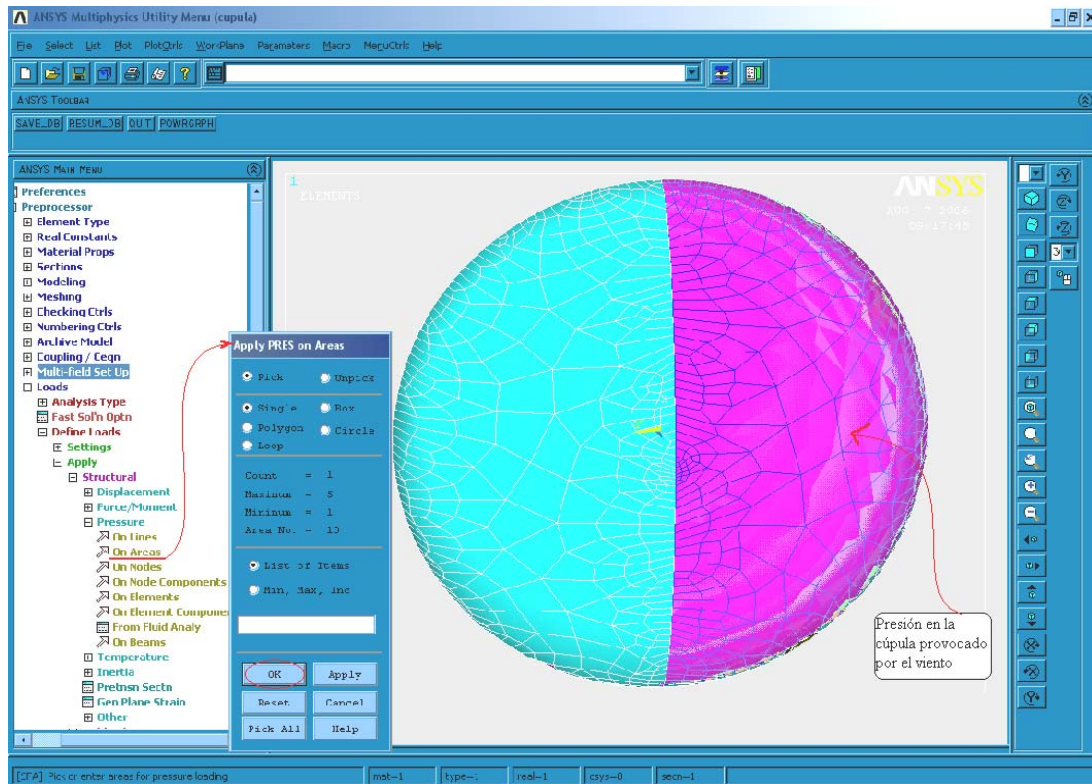 ANSYS Multiphysics Utility Menu (cupula)
File Select List Plot PlotCtrls WorkPlane Parameters Macro MenuCtrls Help
ANSYS TOOLBAR
SAVE_DB RESUM_DB QUIT POWRGRPH
ANSYS MAIN MENU
Preferences
Preprocessor
Element Type
Real Constants
Material Props
Sections
Modeling
Meshing
Checking Ctrls
Numbering Ctrls
Archive Model
Coupling / Ceqn
Multi-field Set Up
Loads
Analysis Type
Fast Sol'n Optn
Define Loads
Settings
Apply
Structural
Displacement
Force/Moment
Pressure
On Lines
On Areas
On Nodes
On Node Components
On Elements
On Element Compone
From Fluid Analy
On Beams
Temperature
Inertia
Pretnsn Sectn
Gen Plane Strain
Other
Apply PRES on Areas
Pick Unpick
Single Box
Polygon Circle
Loop
Count = 1
Maximum = 6
Minimum = 1
Area No. = 10
List of Items
Min, Max, Inc
OK Apply
Reset Cancel
Pick All Help
1
ELEMENTS
ANSYS
Presión en la
cúpula provocado
por el viento
Pick or enter areas for pressure loading
mat=1 type=1 real=1 csys=0 secn=1